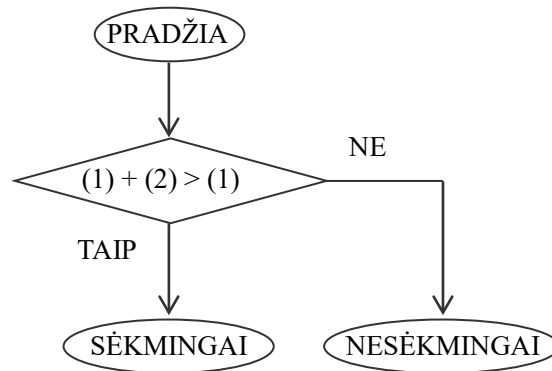 PRADŽIA
NE
(1) + (2) > (1)
TAIP
SĖKMINGAI
NESĖKMINGAI